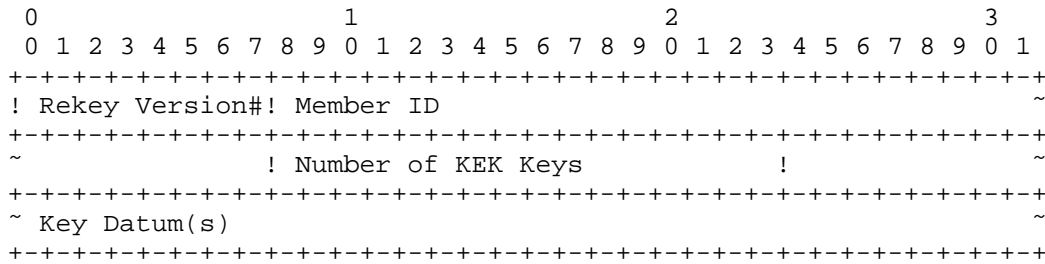 0                   1                   2                   3
 0 1 2 3 4 5 6 7 8 9 0 1 2 3 4 5 6 7 8 9 0 1 2 3 4 5 6 7 8 9 0 1
+-+-+-+-+-+-+-+-+-+-+-+-+-+-+-+-+-+-+-+-+-+-+-+-+-+-+-+-+-+-+-+-+
! Rekey Version#! Member ID                                     ~
+-+-+-+-+-+-+-+-+-+-+-+-+-+-+-+-+-+-+-+-+-+-+-+-+-+-+-+-+-+-+-+-+
~               ! Number of KEK Keys            !               ~
+-+-+-+-+-+-+-+-+-+-+-+-+-+-+-+-+-+-+-+-+-+-+-+-+-+-+-+-+-+-+-+-+
~ Key Datum(s)                                                  ~
+-+-+-+-+-+-+-+-+-+-+-+-+-+-+-+-+-+-+-+-+-+-+-+-+-+-+-+-+-+-+-+-+